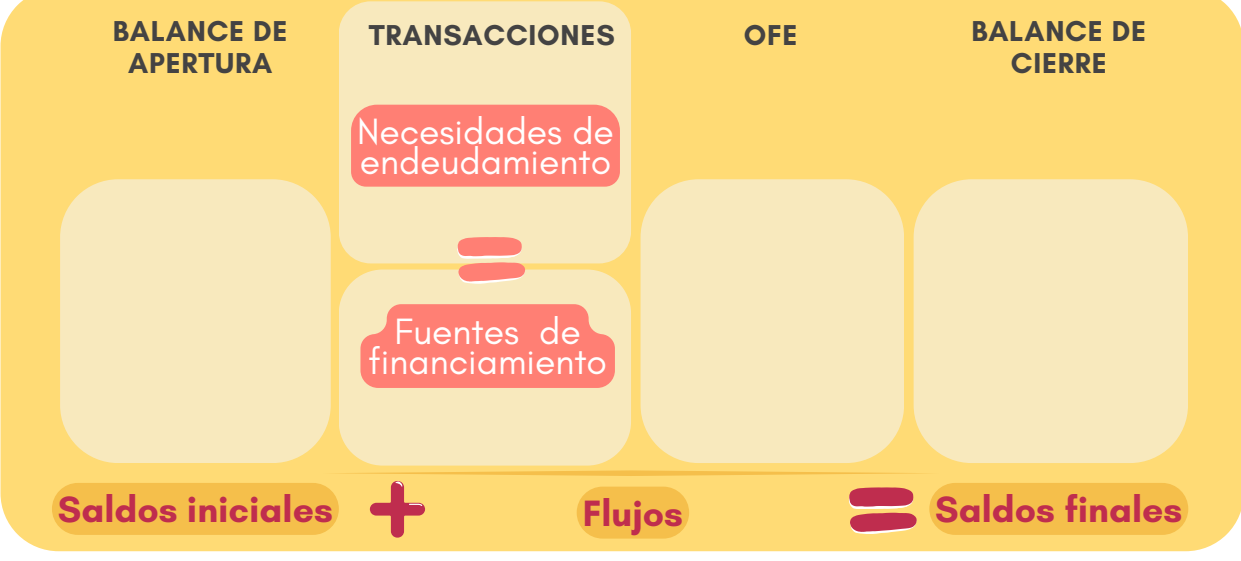 BALANCE DE
APERTURA
TRANSACCIONES
OFE
BALANCE DE
CIERRE
Necesidades de
endeudamiento
=
Fuentes de
financiamiento
Saldos iniciales
+
Flujos
=
Saldos finales